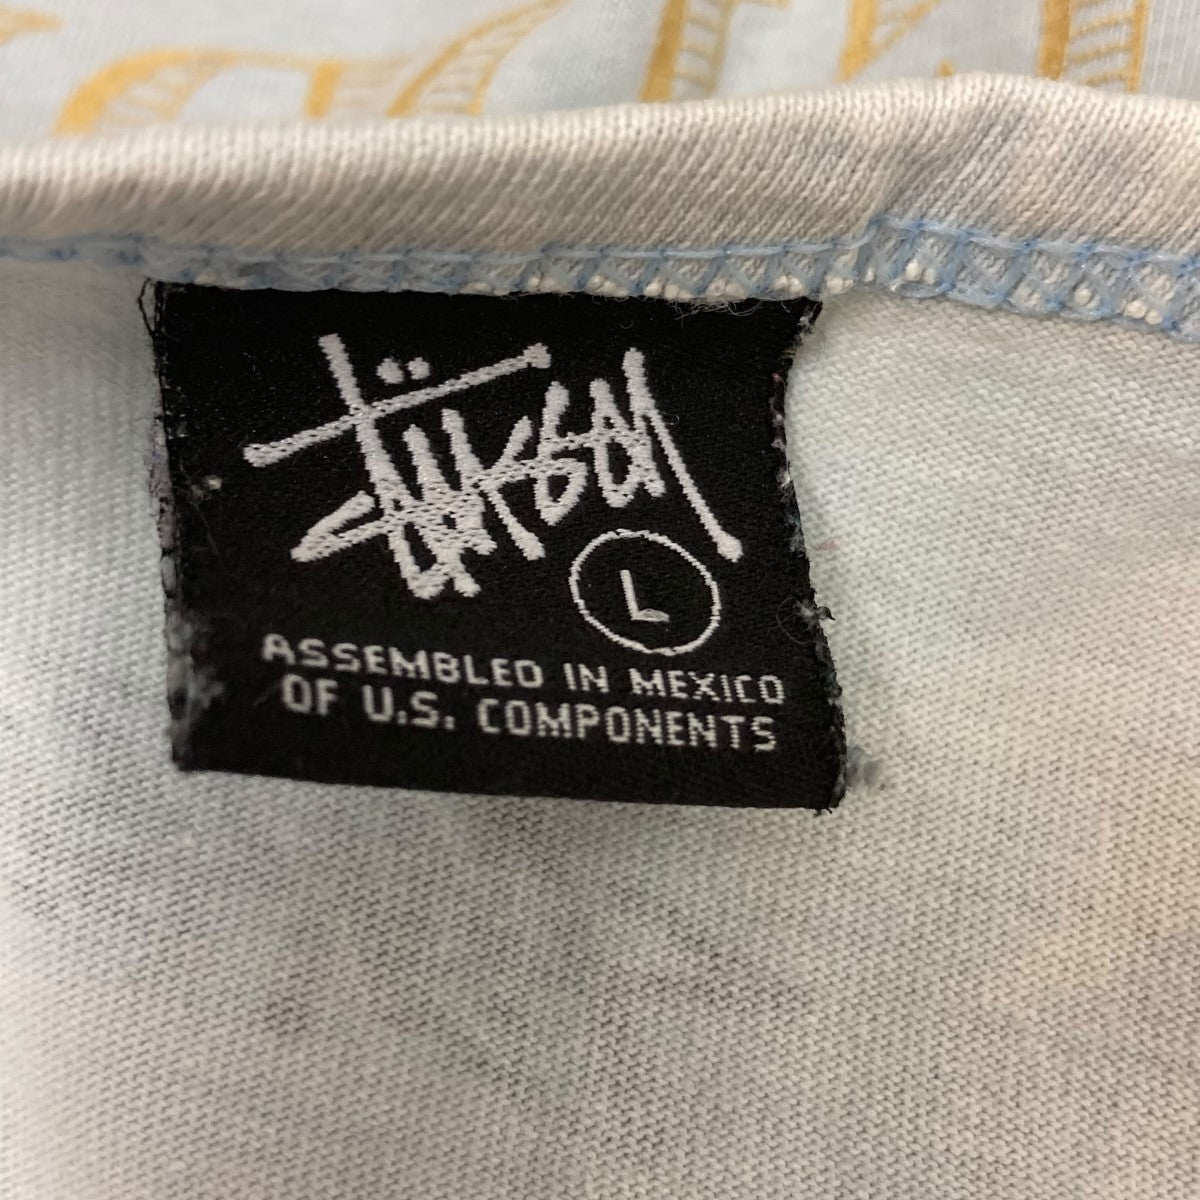 Stüssy
L
ASSEMBLED IN MEXICO
OF U.S. COMPONENTS